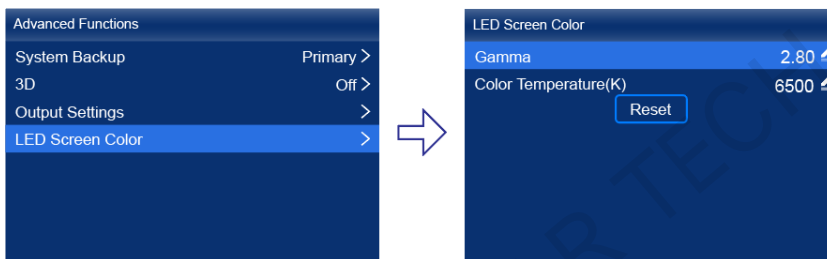 Advanced Functions
System Backup Primary >
3D Off >
Output Settings >
LED Screen Color >
LED Screen Color
Gamma 2.80
Color Temperature(K) 6500
Reset
R TECH